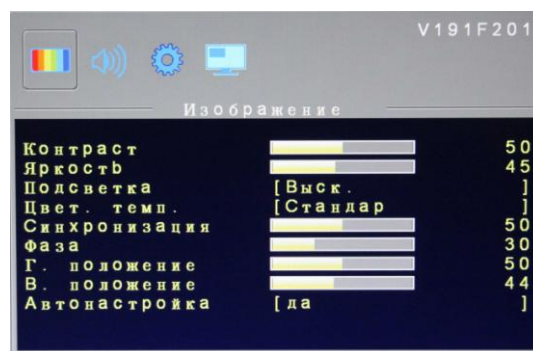 V191F201
Изображение
Контраст 50
Яркость 45
Подсветка [Выск. ]
Цвет. темп. [Стандар ]
Синхронизация 50
Фаза 30
Г. положение 50
В. положение 44
Автонастройка [да ]